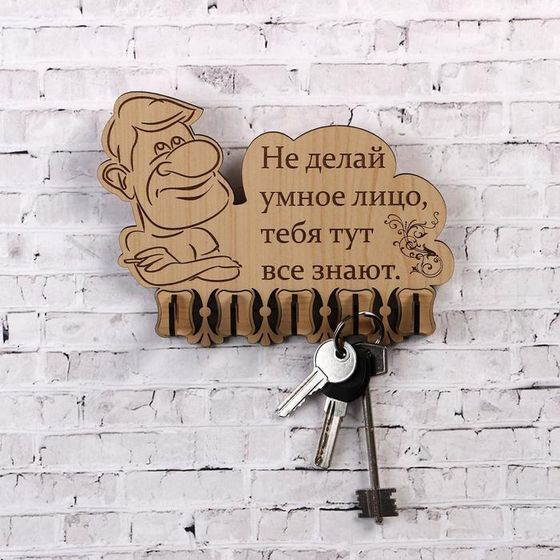 Не делай
умное лицо,
тебя тут
все знают.